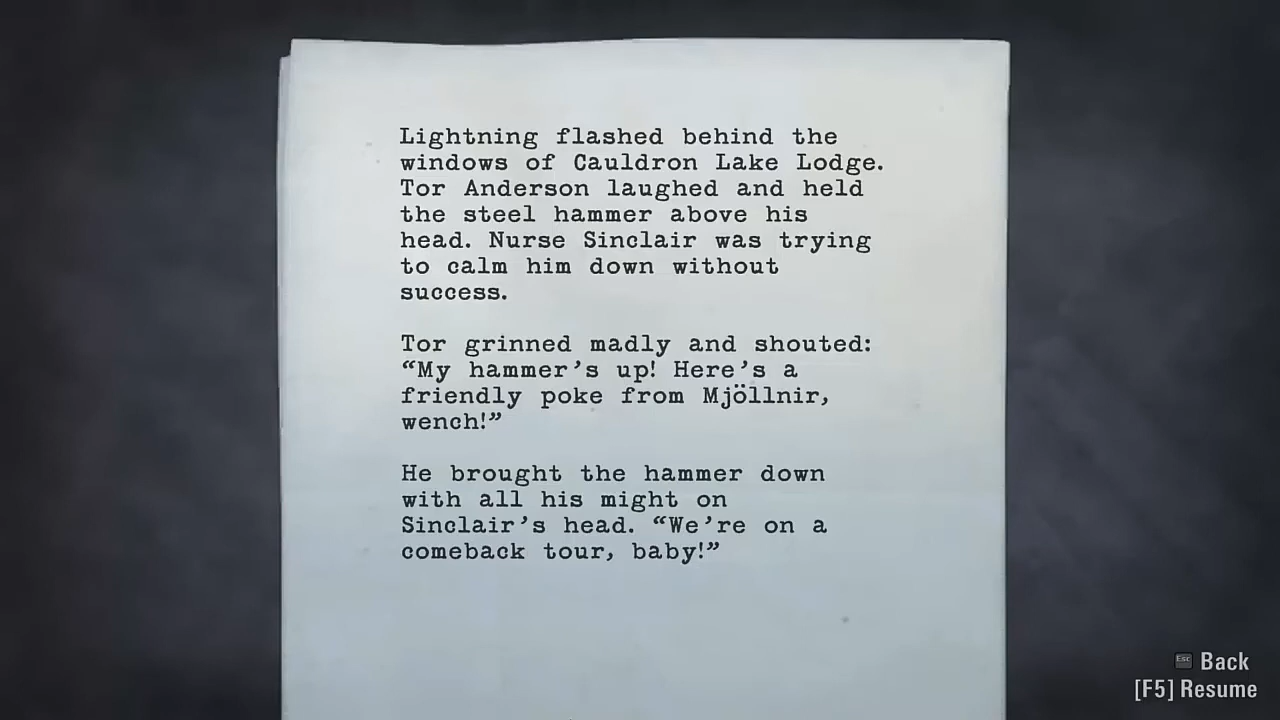 Lightning flashed behind the
windows of Cauldron Lake Lodge.
Tor Anderson laughed and held
the steel hammer above his
head. Nurse Sinclair was trying
to calm him down without
success.
Tor grinned madly and shouted:
“My hammer’s up! Here’s a
friendly poke from Mjöllnir,
wench!”
He brought the hammer down
with all his might on
Sinclair’s head. “We’re on a
comeback tour, baby!”
Esc Back
[F5] Resume